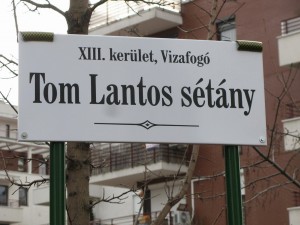 XIII. kerület, Vizafogó
Tom Lantos sétány